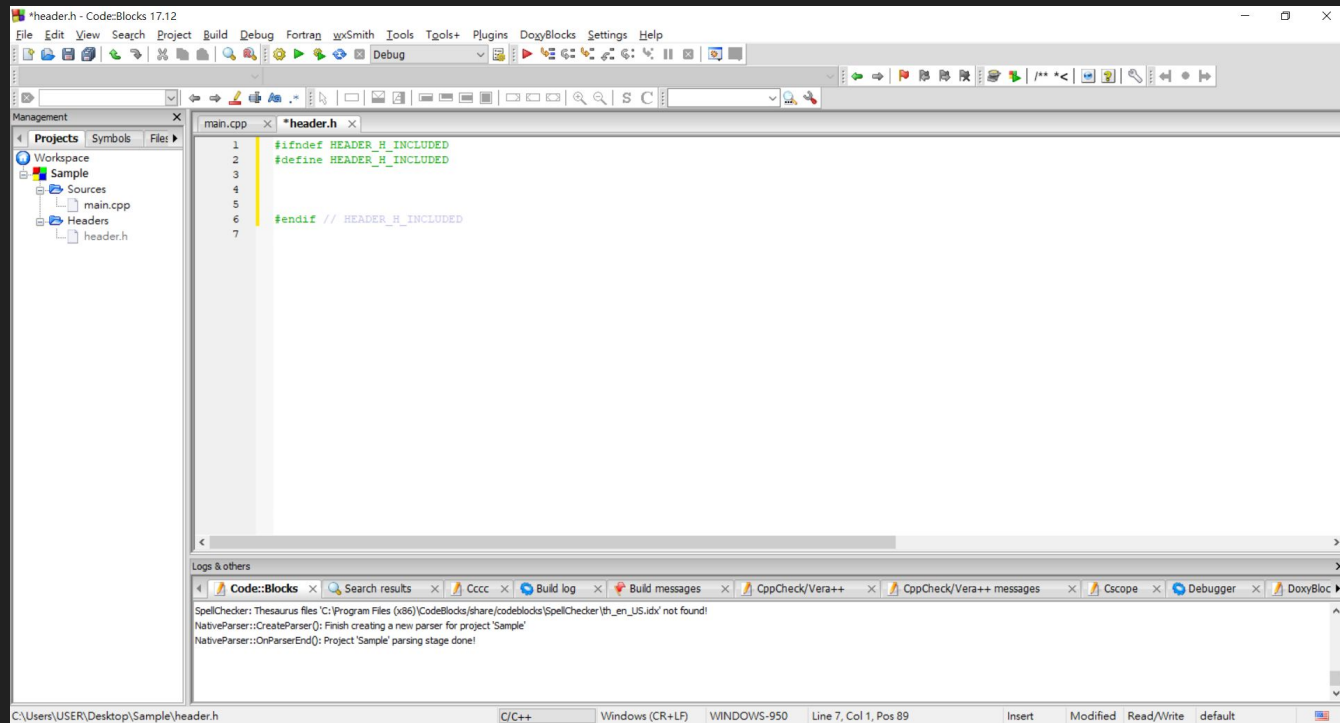 *header.h - Code::Blocks 17.12
File Edit View Search Project Build Debug Fortran wxSmith Tools Tools+ Plugins DoxyBlocks Settings Help
Debug
/** *<
S C
Management
main.cpp *header.h
Projects Symbols Files
Workspace
Sample
Sources
main.cpp
Headers
header.h
1 #ifndef HEADER_H_INCLUDED
2 #define HEADER_H_INCLUDED
3
4
5
6 #endif // HEADER_H_INCLUDED
7
Logs & others
Code::Blocks Search results Cccc Build log Build messages CppCheck/Vera++ CppCheck/Vera++ messages Cscope Debugger DoxyBloc
SpellChecker: Thesaurus files 'C:\Program Files (x86)\CodeBlocks/share/codeblocks\SpellChecker\th_en_US.idx' not found!
NativeParser::CreateParser(): Finish creating a new parser for project 'Sample'
NativeParser::OnParserEnd(): Project 'Sample' parsing stage done!
C:\Users\USER\Desktop\Sample\header.h C/C++ Windows (CR+LF) WINDOWS-950 Line 7, Col 1, Pos 89 Insert Modified Read/Write default